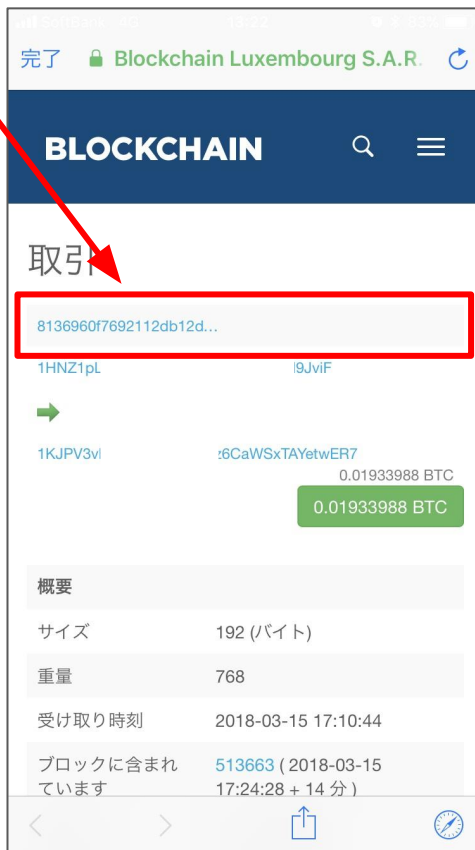 完了 Blockchain Luxembourg S.A.R.
BLOCKCHAIN
取引
8136960f7692112db12d...
1HNZ1pL 9JviF
1KJPV3v z6CaWSxTAYetwER7
0.01933988 BTC
0.01933988 BTC
概要
サイズ 192 (バイト)
重量 768
受け取り時刻 2018-03-15 17:10:44
ブロックに含まれ 513663 ( 2018-03-15
ています 17:24:28 + 14 分 )